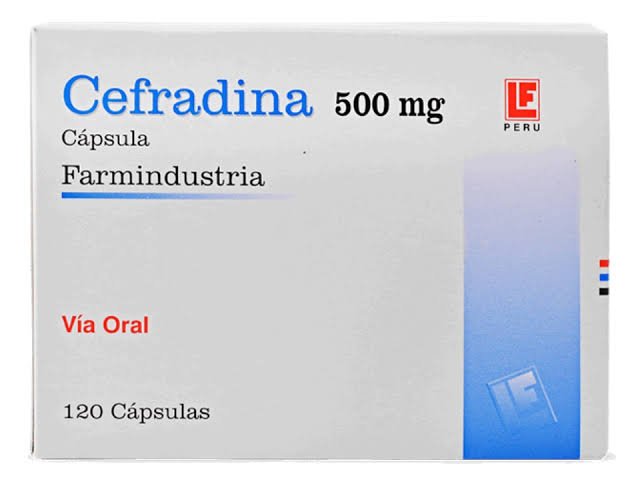 Cefradina 500 mg
LF
PERU
Cápsula
Farmindustria
Vía Oral
120 Cápsulas
LF